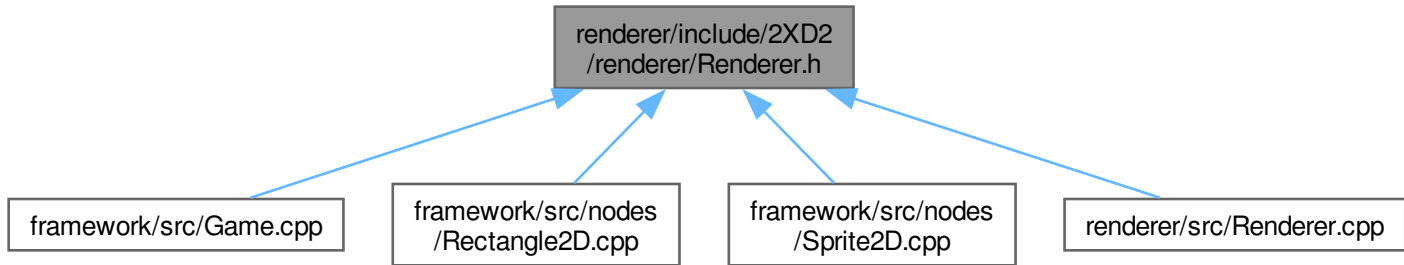 renderer/include/2XD2
/renderer/Renderer.h
framework/src/Game.cpp
framework/src/nodes
/Rectangle2D.cpp
framework/src/nodes
/Sprite2D.cpp
renderer/src/Renderer.cpp